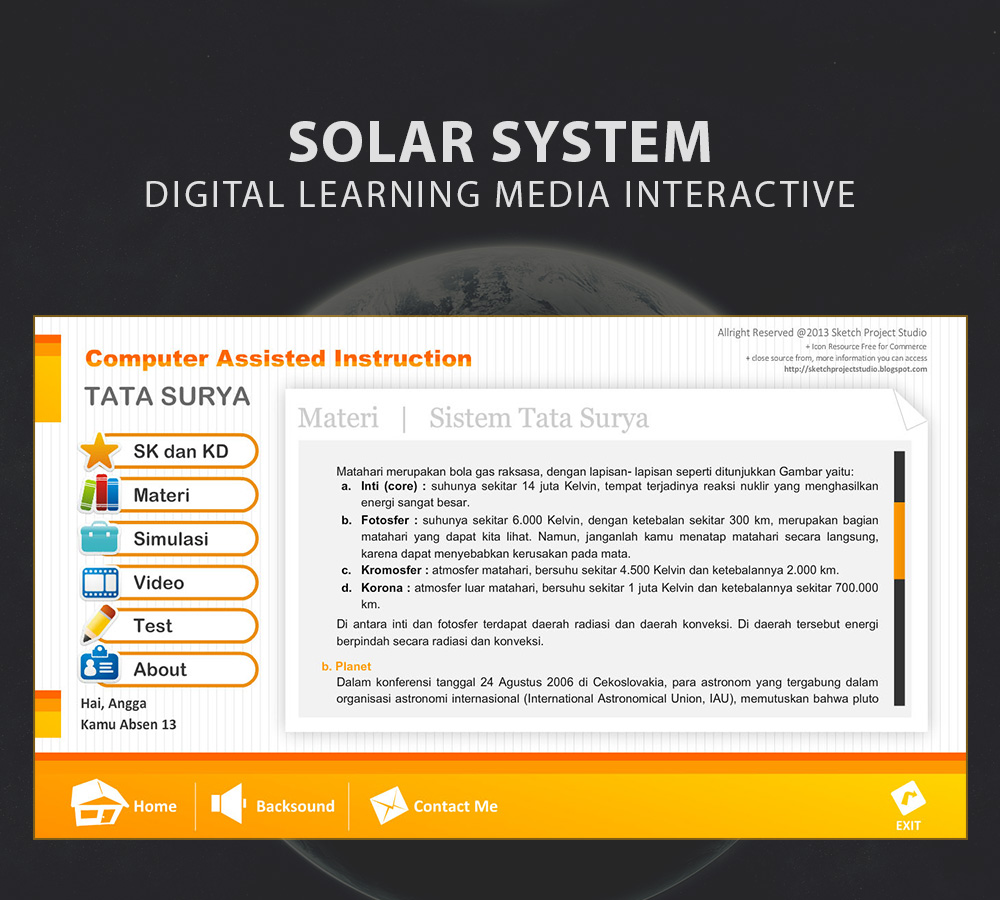 SOLAR SYSTEM
DIGITAL LEARNING MEDIA INTERACTIVE
Allright Reserved @2013 Sketch Project Studio
+ Icon Resource Free for Commerce
+ close source from, more information you can access
http://sketchprojectstudio.blogspot.com
Computer Assisted Instruction
TATA SURYA
SK dan KD
Materi
Simulasi
Video
Test
About
Hai, Angga
Kamu Absen 13
Materi | Sistem Tata Surya
Matahari merupakan bola gas raksasa, dengan lapisan- lapisan seperti ditunjukkan Gambar yaitu:
a. Inti (core) : suhunya sekitar 14 juta Kelvin, tempat terjadinya reaksi nuklir yang menghasilkan
energi sangat besar.
b. Fotosfer : suhunya sekitar 6.000 Kelvin, dengan ketebalan sekitar 300 km, merupakan bagian
matahari yang dapat kita lihat. Namun, janganlah kamu menatap matahari secara langsung,
karena dapat menyebabkan kerusakan pada mata.
c. Kromosfer : atmosfer matahari, bersuhu sekitar 4.500 Kelvin dan ketebalannya 2.000 km.
d. Korona : atmosfer luar matahari, bersuhu sekitar 1 juta Kelvin dan ketebalannya sekitar 700.000
km.
Di antara inti dan fotosfer terdapat daerah radiasi dan daerah konveksi. Di daerah tersebut energi
berpindah secara radiasi dan konveksi.
b. Planet
Dalam konferensi tanggal 24 Agustus 2006 di Cekoslovakia, para astronom yang tergabung dalam
organisasi astronomi internasional (International Astronomical Union, IAU), memutuskan bahwa pluto
Home
Backsound
Contact Me
EXIT